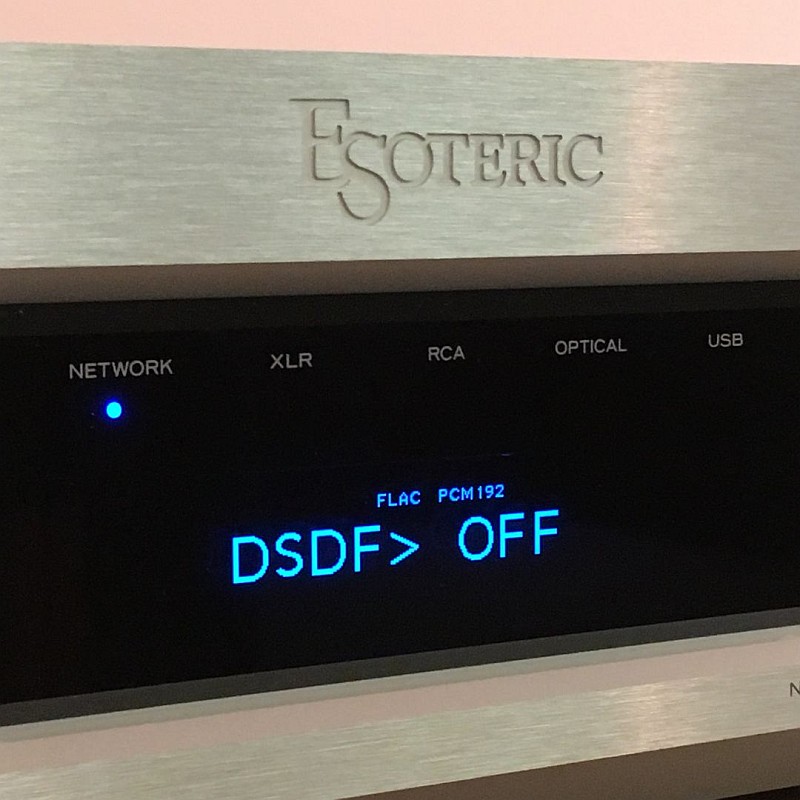 ESOTERIC
NETWORK XLR RCA OPTICAL USB
FLAC PCM192
DSDF> OFF
N